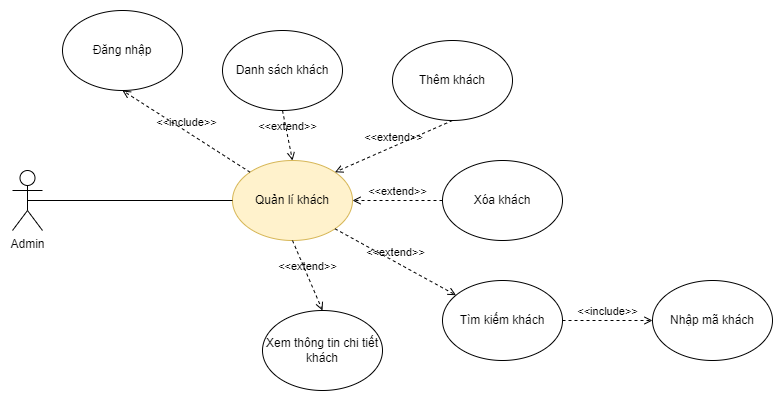 Đăng nhập
Danh sách khách
Thêm khách
<<include>>
<<extend>>
<<extend>>
Quản lí khách
<<extend>>
Xóa khách
Admin
<<extend>>
<<extend>>
Xem thông tin chi tiết
khách
Tìm kiếm khách
<<include>>
Nhập mã khách